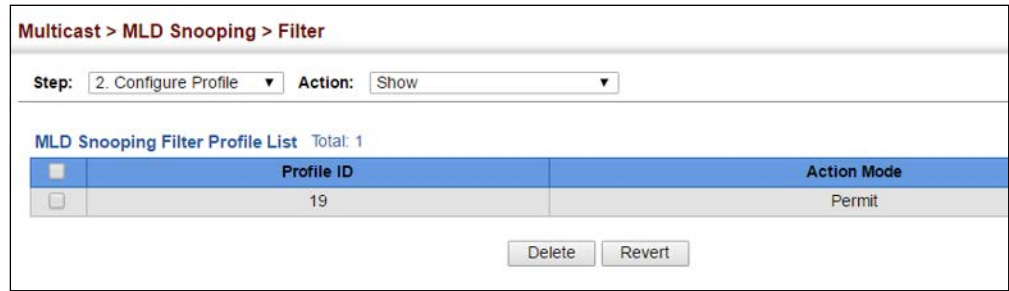 Multicast > MLD Snooping > Filter
Step: 2. Configure Profile ▼ Action: Show ▼
MLD Snooping Filter Profile List Total: 1
Profile ID Action Mode
19 Permit
Delete Revert